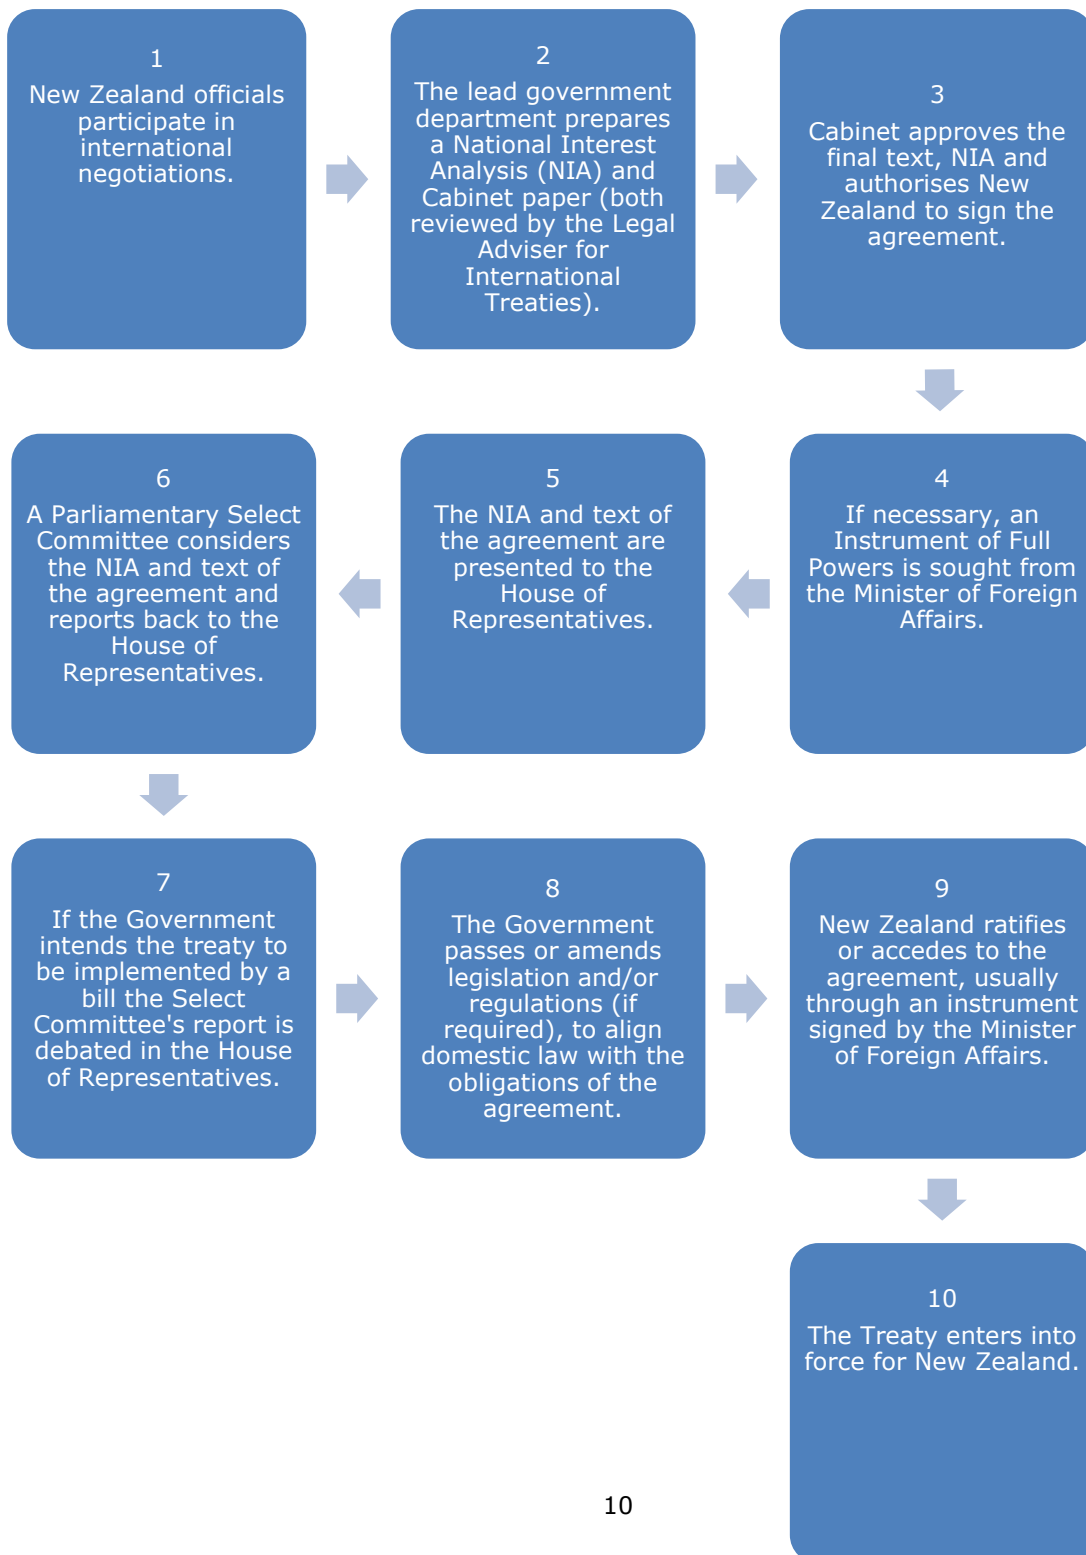 1
New Zealand officials
participate in
international
negotiations.
2
The lead government
department prepares
a National Interest
Analysis (NIA) and
Cabinet paper (both
reviewed by the Legal
Adviser for
International
Treaties).
3
Cabinet approves the
final text, NIA and
authorises New
Zealand to sign the
agreement.
4
If necessary, an
Instrument of Full
Powers is sought from
the Minister of Foreign
Affairs.
5
The NIA and text of
the agreement are
presented to the
House of
Representatives.
6
A Parliamentary Select
Committee considers
the NIA and text of
the agreement and
reports back to the
House of
Representatives.
7
If the Government
intends the treaty to
be implemented by a
bill the Select
Committee's report is
debated in the House
of Representatives.
8
The Government
passes or amends
legislation and/or
regulations (if
required), to align
domestic law with the
obligations of the
agreement.
9
New Zealand ratifies
or accedes to the
agreement, usually
through an instrument
signed by the Minister
of Foreign Affairs.
10
The Treaty enters into
force for New Zealand.
10